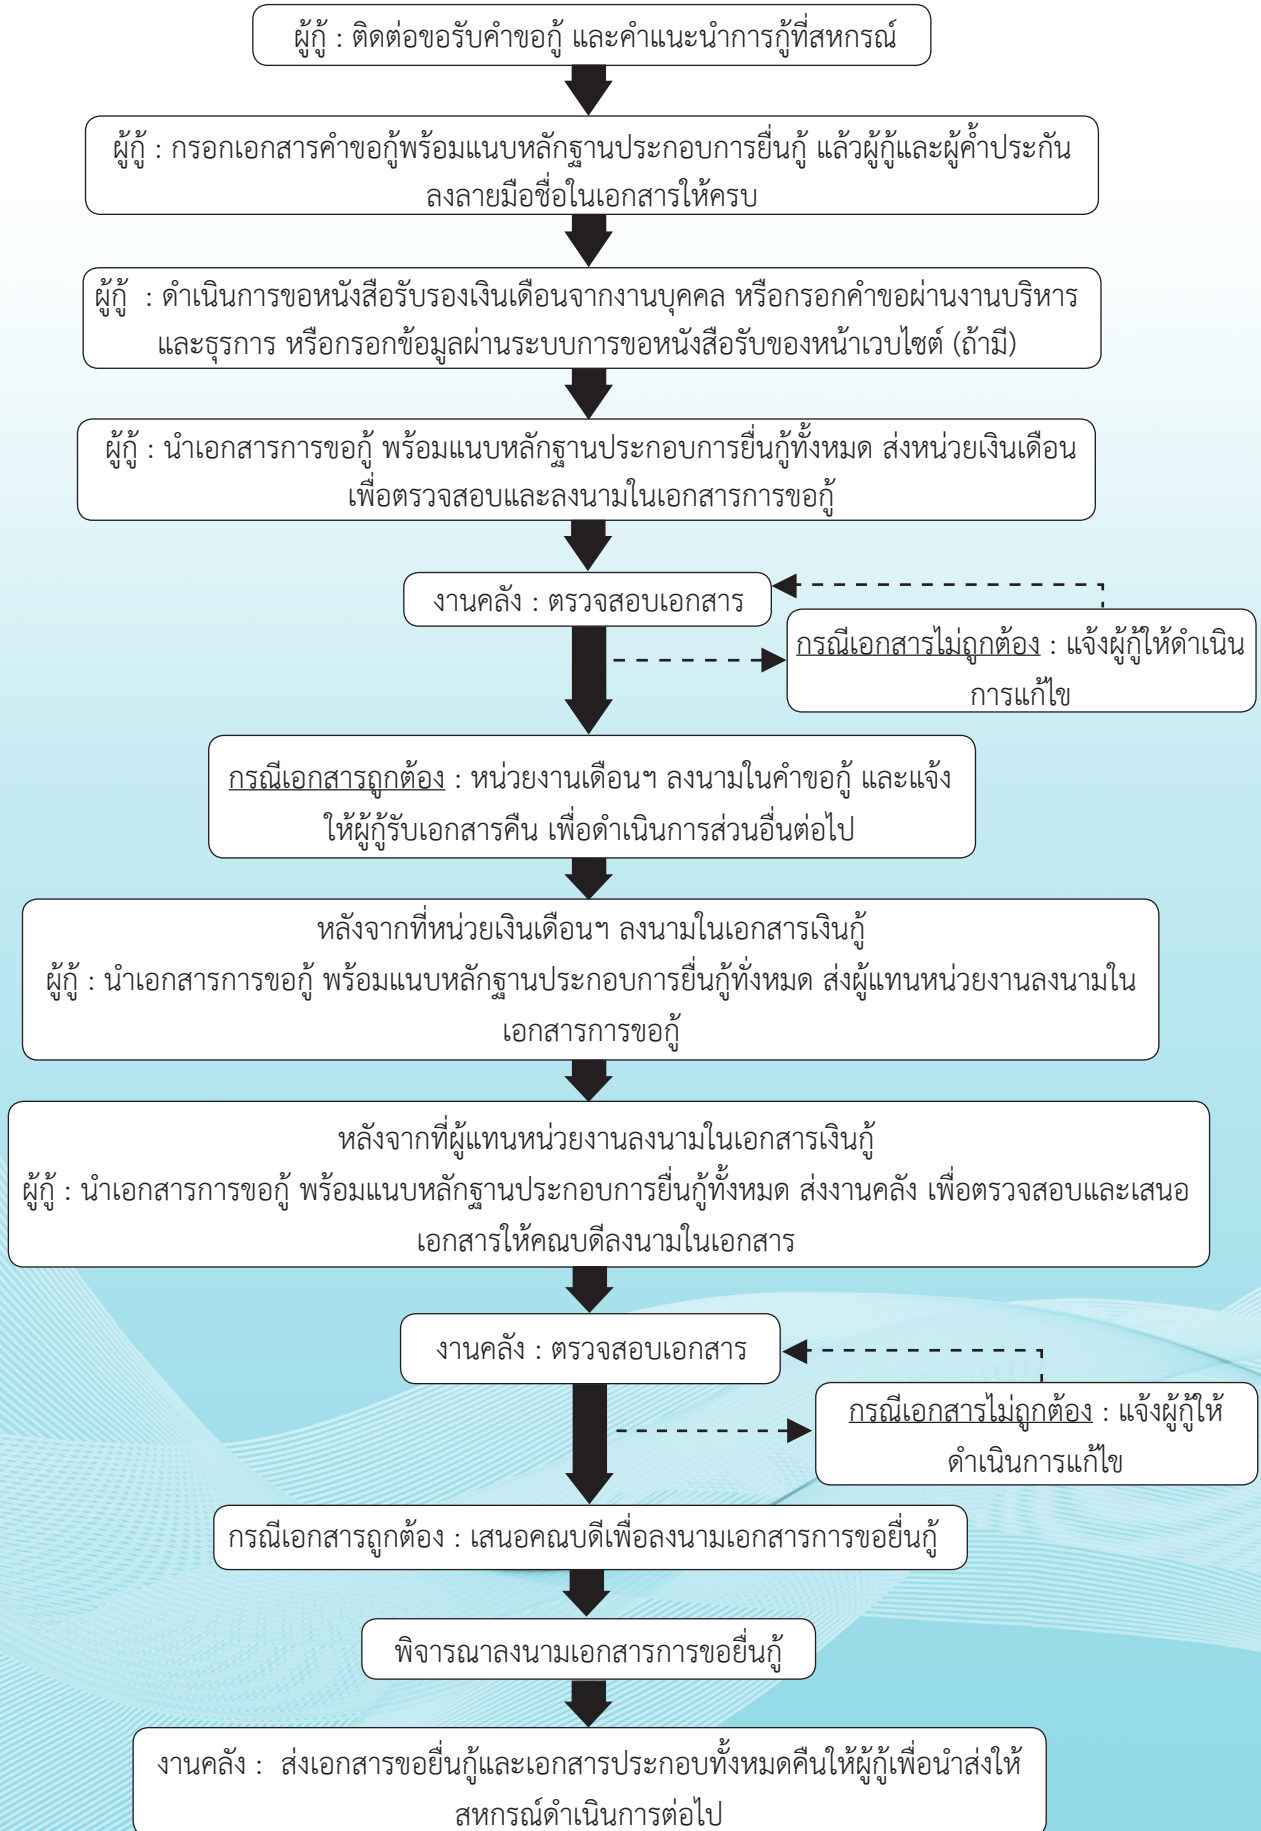 ผู้กู้ : ติดต่อขอรับคำขอกู้ และคำแนะนำการกู้ที่สหกรณ์
ผู้กู้ : กรอกเอกสารคำขอกู้พร้อมแนบหลักฐานประกอบการยื่นกู้ แล้วผู้กู้และผู้ค้ำประกัน
ลงลายมือชื่อในเอกสารให้ครบ
ผู้กู้ : ดำเนินการขอหนังสือรับรองเงินเดือนจากงานบุคคล หรือกรอกคำขอผ่านงานบริหาร
และธุรการ หรือกรอกข้อมูลผ่านระบบการขอหนังสือรับของหน้าเวบไซต์ (ถ้ามี)
ผู้กู้ : นำเอกสารการขอกู้ พร้อมแนบหลักฐานประกอบการยื่นกู้ทั้งหมด ส่งหน่วยเงินเดือน
เพื่อตรวจสอบและลงนามในเอกสารการขอกู้
งานคลัง : ตรวจสอบเอกสาร
กรณีเอกสารไม่ถูกต้อง : แจ้งผู้กู้ให้ดำเนิน
การแก้ไข
กรณีเอกสารถูกต้อง : หน่วยงานเดือนฯ ลงนามในคำขอกู้ และแจ้ง
ให้ผู้กู้รับเอกสารคืน เพื่อดำเนินการส่วนอื่นต่อไป
หลังจากที่หน่วยเงินเดือนฯ ลงนามในเอกสารเงินกู้
ผู้กู้ : นำเอกสารการขอกู้ พร้อมแนบหลักฐานประกอบการยื่นกู้ทั่งหมด ส่งผู้แทนหน่วยงานลงนามใน
เอกสารการขอกู้
หลังจากที่ผู้แทนหน่วยงานลงนามในเอกสารเงินกู้
ผู้กู้ : นำเอกสารการขอกู้ พร้อมแนบหลักฐานประกอบการยื่นกู้ทั้งหมด ส่งงานคลัง เพื่อตรวจสอบและเสนอ
เอกสารให้คณบดีลงนามในเอกสาร
งานคลัง : ตรวจสอบเอกสาร
กรณีเอกสารไม่ถูกต้อง : แจ้งผู้กู้ให้
ดำเนินการแก้ไข
กรณีเอกสารถูกต้อง : เสนอคณบดีเพื่อลงนามเอกสารการขอยื่นกู้
พิจารณาลงนามเอกสารการขอยื่นกู้
งานคลัง : ส่งเอกสารขอยื่นกู้และเอกสารประกอบทั้งหมดคืนให้ผู้กู้เพื่อนำส่งให้
สหกรณ์ดำเนินการต่อไป